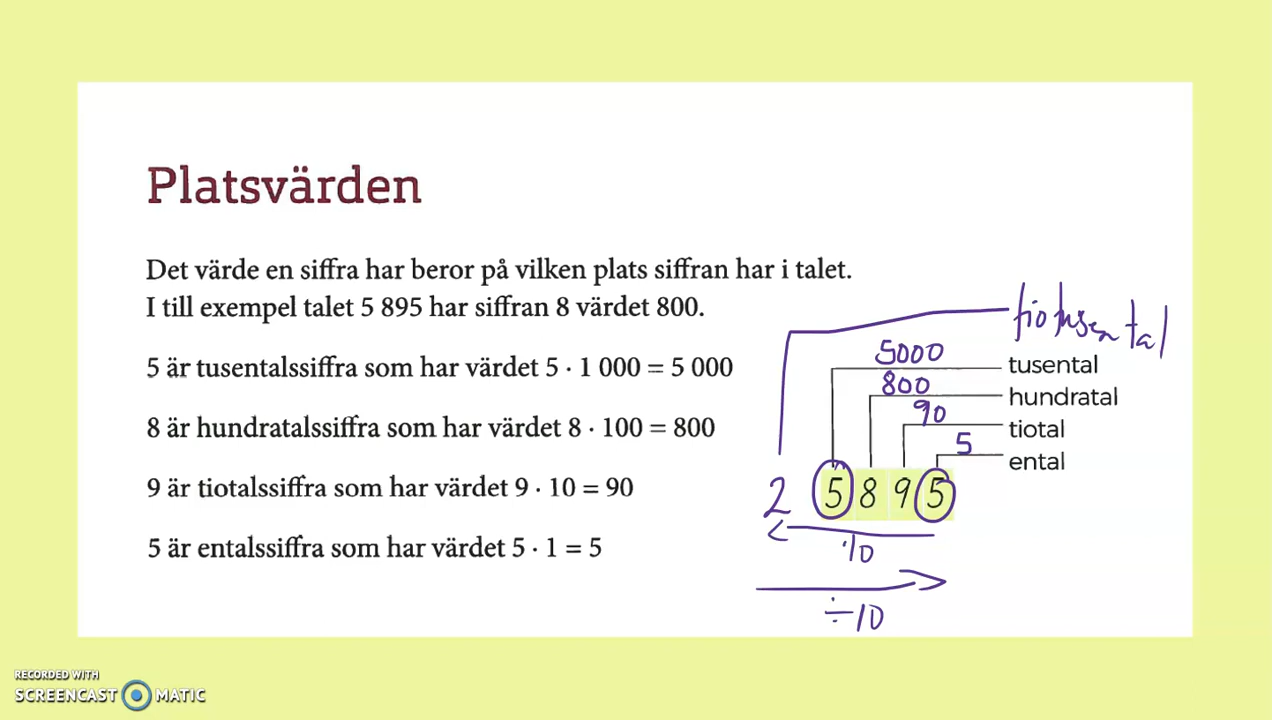 Platsvärden
Det värde en siffra har beror på vilken plats siffran har i talet.
I till exempel talet 5 895 har siffran 8 värdet 800.
5 är tusentalssiffra som har värdet 5 · 1 000 = 5 000
8 är hundratalssiffra som har värdet 8 · 100 = 800
9 är tiotalssiffra som har värdet 9 · 10 = 90
5 är entalssiffra som har värdet 5 · 1 = 5
tiotusental
5000 tusental
800 hundratal
90 tiotal
5 ental
2 5 8 9 5
·10
÷10
RECORDED WITH
SCREENCAST MATIC